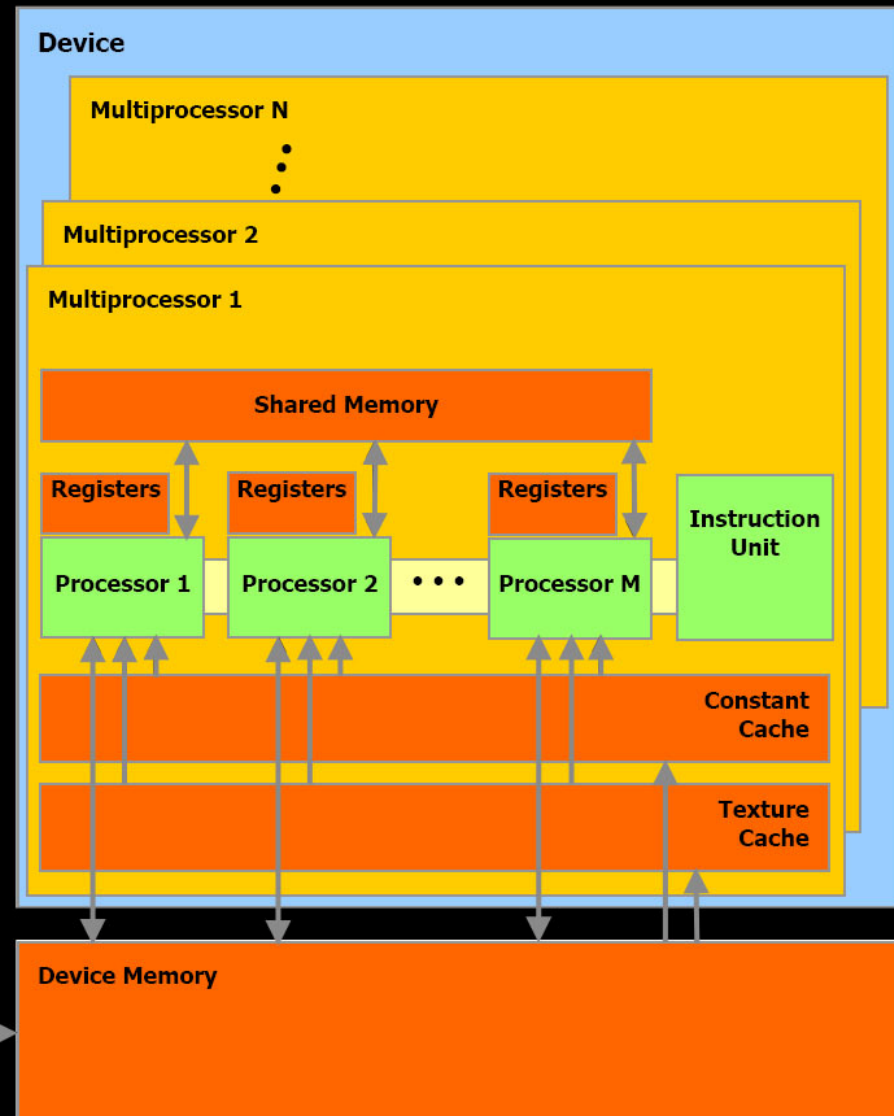 Device
Multiprocessor N
Multiprocessor 2
Multiprocessor 1
Shared Memory
Registers
Registers
Registers
Instruction
Unit
Processor 1
Processor 2
• • •
Processor M
Constant
Cache
Texture
Cache
Device Memory